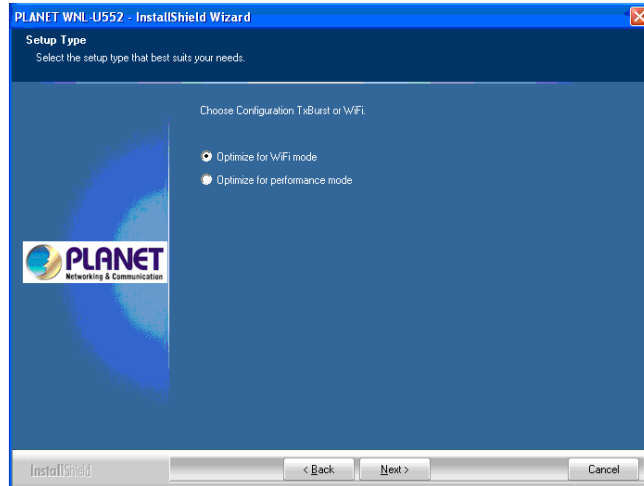 PLANET WNL-U552 - InstallShield Wizard
Setup Type
Select the setup type that best suits your needs.
Choose Configuration TxBurst or WiFi.
Optimize for WiFi mode
Optimize for performance mode
PLANET
Networking & Communication
InstallShield
< Back
Next >
Cancel